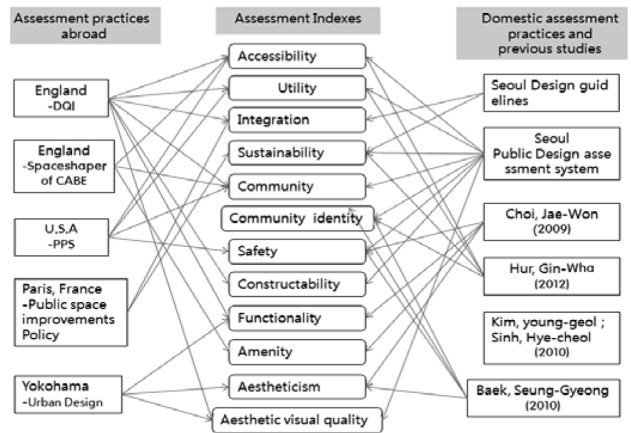 Assessment practices
abroad
Assessment Indexes
Domestic assessment
practices and
previous studies
England
-DQI
England
-Spaceshaper
of CABE
U.S.A
-PPS
Paris, France
-Public space
improvements
Policy
Yokohama
-Urban Design
Accessibility
Utility
Integration
Sustainability
Community
Community identity
Safety
Constructability
Functionality
Amenity
Aestheticism
Aesthetic visual quality
Seoul Design guid
elines
Seoul
Public Design asse
ssment system
Choi, Jae-Won
(2009)
Hur, Gin-Wha
(2012)
Kim, young-geol ;
Sinh, Hye-cheol
(2010)
Baek, Seung-Gyeong
(2010)